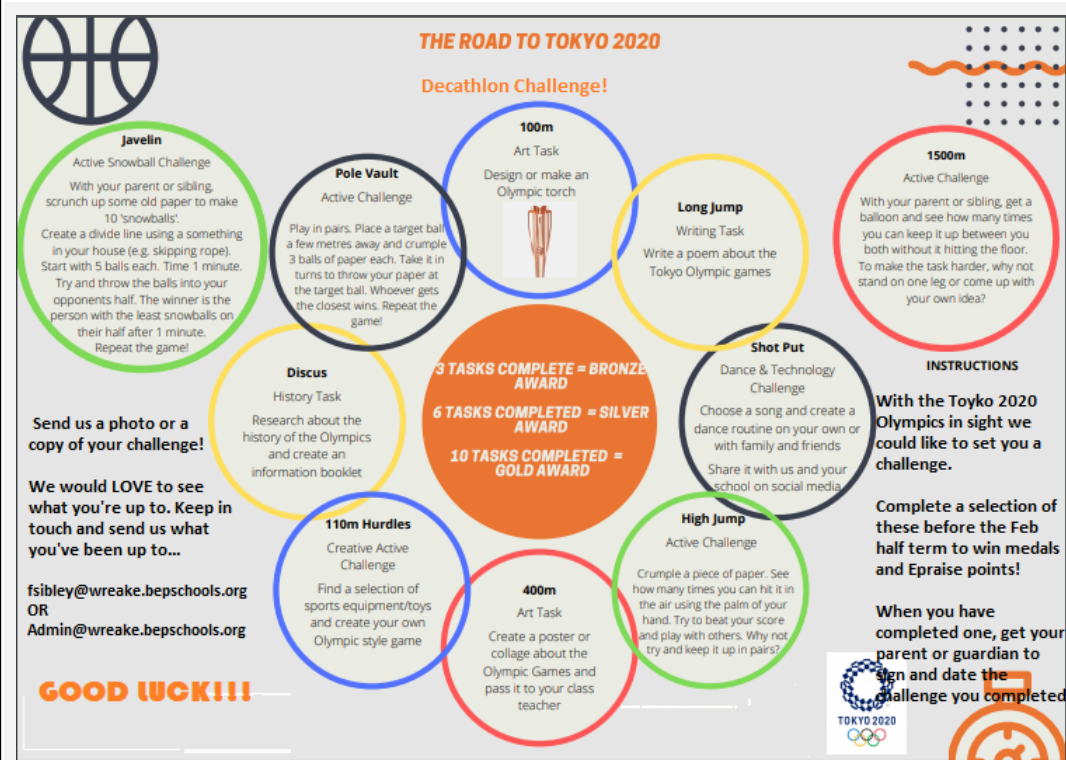 THE ROAD TO TOKYO 2020
Decathlon Challenge!
Javelin
Active Snowball Challenge
With your parent or sibling,
scrunch up some old paper to make
10 'snowballs'.
Create a divide line using a something
in your house (e.g. skipping rope).
Start with 5 balls each. Time 1 minute.
Try and throw the balls into your
opponents half. The winner is the
person with the least snowballs on
their half after 1 minute.
Repeat the game!
Pole Vault
Active Challenge
Play in pairs. Place a target ball
a few metres away and crumple
3 balls of paper each. Take it in
turns to throw your paper at
the target ball. Whoever gets
the closest wins. Repeat the
game!
100m
Art Task
Design or make an
Olympic torch
Long Jump
Writing Task
Write a poem about the
Tokyo Olympic games
1500m
Active Challenge
With your parent or sibling, get a
balloon and see how many times
you can keep it up between you
both without it hitting the floor.
To make the task harder, why not
stand on one leg or come up with
your own idea?
Discus
History Task
Research about the
history of the Olympics
and create an
information booklet
3 TASKS COMPLETE = BRONZE
AWARD
6 TASKS COMPLETED = SILVER
AWARD
10 TASKS COMPLETED =
GOLD AWARD
Shot Put
Dance & Technology
Challenge
Choose a song and create a
dance routine on your own or
with family and friends
Share it with us and your
school on social media
110m Hurdles
Creative Active
Challenge
Find a selection of
sports equipment/toys
and create your own
Olympic style game
400m
Art Task
Create a poster or
collage about the
Olympic Games and
pass it to your class
teacher
High Jump
Active Challenge
Crumple a piece of paper. See
how many times you can hit it in
the air using the palm of your
hand. Try to beat your score
and play with others. Why not
try and keep it up in pairs?
Send us a photo or a
copy of your challenge!
We would LOVE to see
what you're up to. Keep in
touch and send us what
you've been up to...
fsibley@wreake.bepschools.org
OR
Admin@wreake.bepschools.org
GOOD LUCK!!!
INSTRUCTIONS
With the Toyko 2020
Olympics in sight we
could like to set you a
challenge.
Complete a selection of
these before the Feb
half term to win medals
and Epraise points!
When you have
completed one, get your
parent or guardian to
sign and date the
challenge you completed
TOKYO 2020